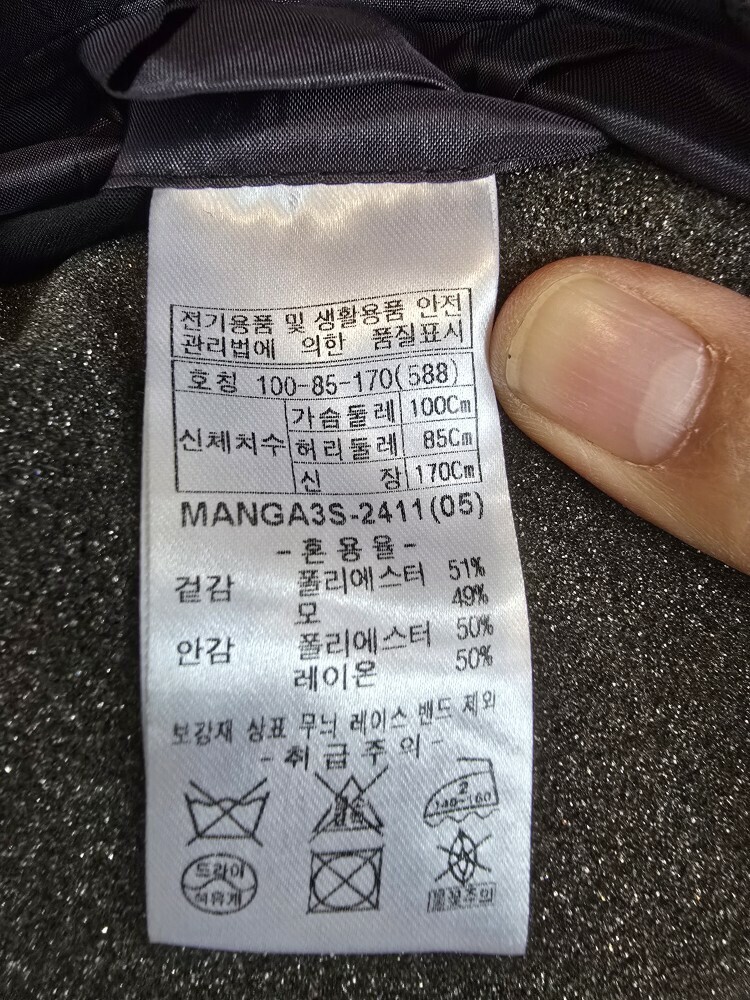 전기용품 및 생활용품 안전
관리법에 의한 품질표시
호칭 100-85-170(588)
신체치수
가슴둘레 100Cm
허리둘레 85Cm
신 장 170Cm
MANGA3S-2411(05)
-혼용율-
겉감 폴리에스터 51%
모 49%
안감 폴리에스터 50%
레이온 50%
보강재 상표 무늬 레이스 밴드 제외
-취급주의-
2
140~160
드라이
석유계